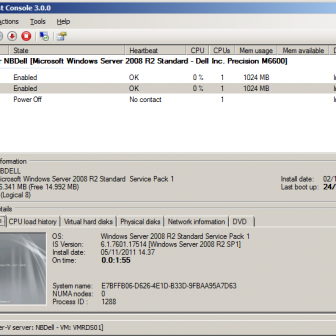 t Console 3.0.0
ctions Tools Help
State Heartbeat CPU CPUs Mem usage Mem available D
r NBDell [Microsoft Windows Server 2008 R2 Standard - Dell Inc. Precision M6600]
Enabled OK 0 % 1 1024 MB
Enabled OK 0 % 1 1024 MB
Power Off No contact 1
formation
BDELL
icrosoft Windows Server 2008 R2 Standard Service Pack 1 Install date: 02/1
6.341 MB (Free 14.992 MB) Last boot up: 24/
(Logical 8)
etails
CPU load history Virtual hard disks Physical disks Network information DVD
OS: Windows Server 2008 R2 Standard Service Pack 1
IS Version: 6.1.7601.17514 [Windows 2008 R2 SP1]
Install date: 05/11/2011 14.37
On time: 0.0:1:55
System name: E7BFFB06-D626-4E1D-B33D-9FBAA95A7D63
NUMA nodes: 0
Process ID: 1288
er-V server: NBDell - VM: VMRDS01]